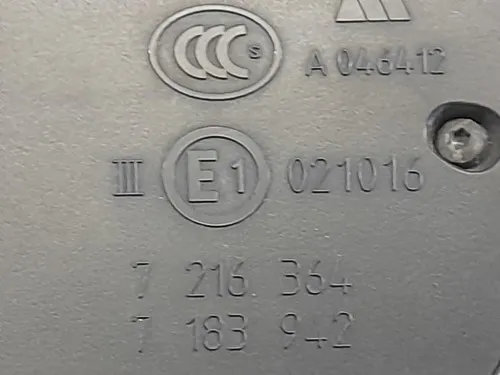 CCC S
A 046412
III E1 021016
7 216 364
7 183 942